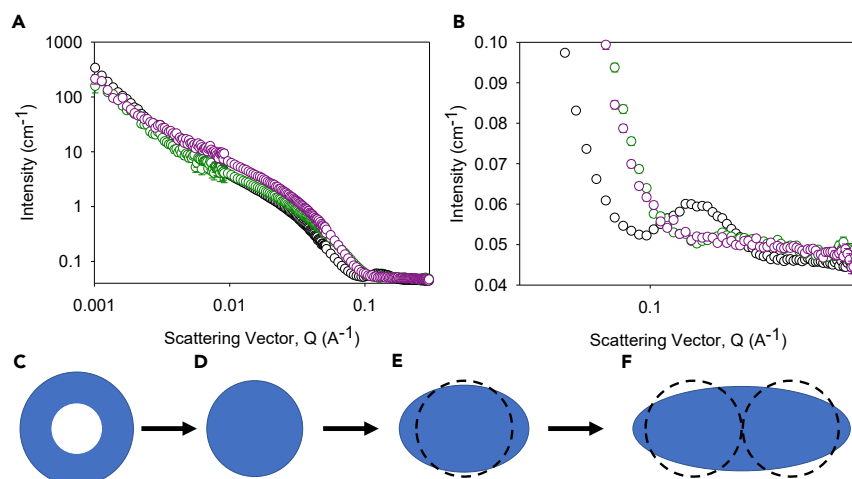 A
B
1000
100
10
1
0.1
Intensity (cm-1)
0.001
0.01
0.1
Scattering Vector, Q (A-1)
0.10
0.09
0.08
0.07
0.06
0.05
0.04
Intensity (cm-1)
0.1
Scattering Vector, Q (A-1)
C
D
E
F